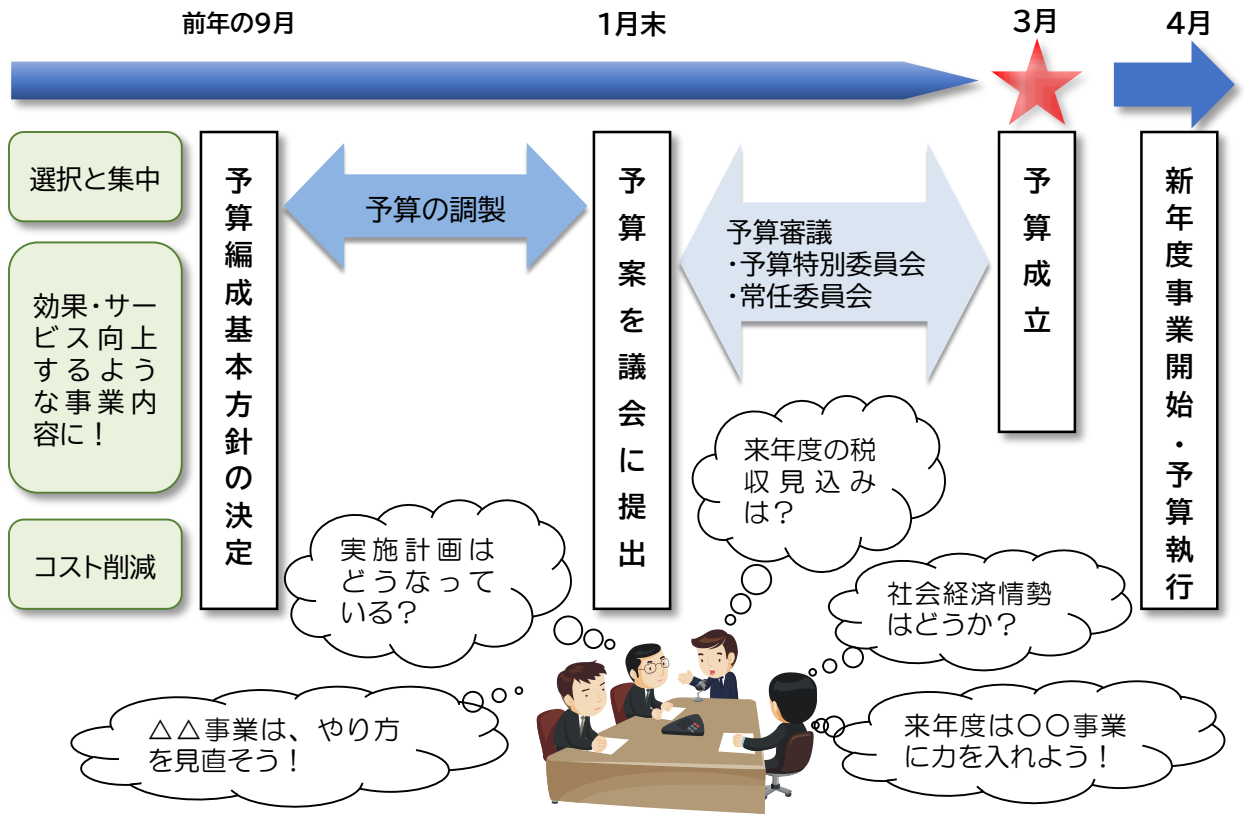 前年の9月
1月末
3月
4月
選択と集中
効果・サー
ビス向上
するよう
な事業内
容に！
コスト削減
予算編成基本方針の決定
予算の調製
予算案を議会に提出
予算審議
・予算特別委員会
・常任委員会
予算成立
新年度事業開始・予算執行
来年度の税
収見込み
は？
実施計画は
どうなって
いる？
社会経済情勢
はどうか？
△△事業は、やり方
を見直そう！
来年度は〇〇事業
に力を入れよう！